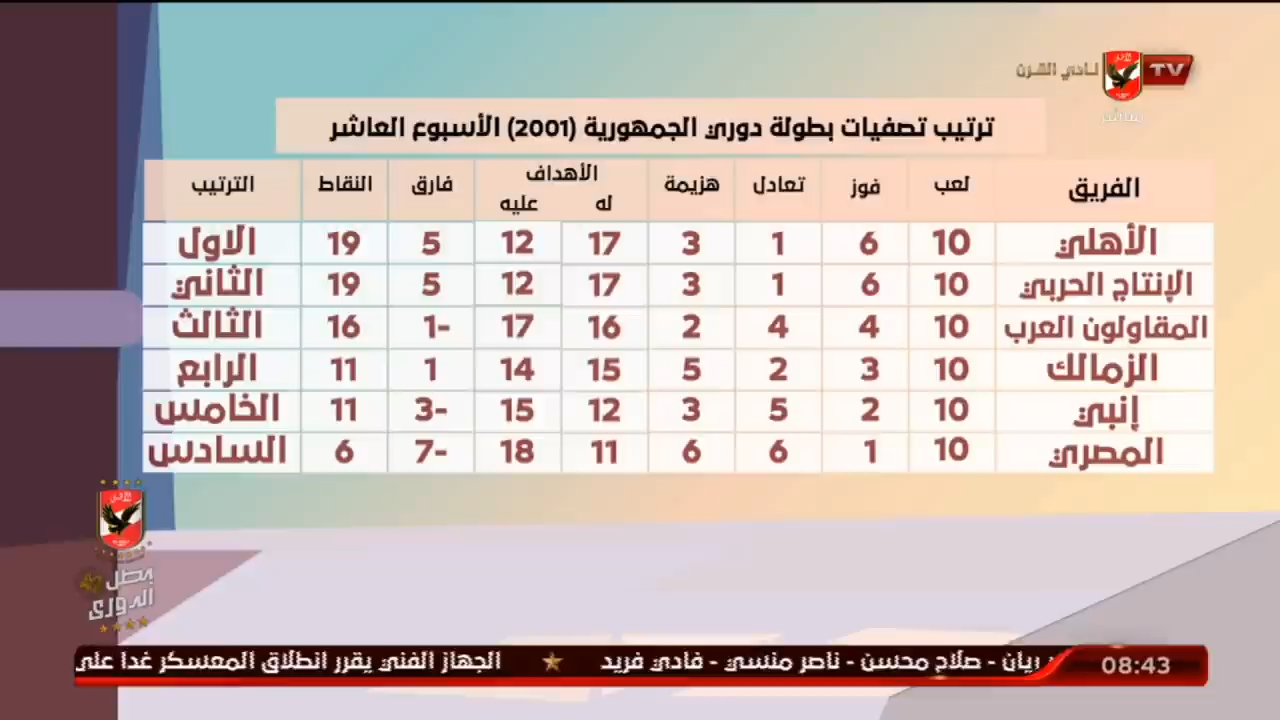 نادي القرن TV
مباشر
ترتيب تصفيات بطولة دوري الجمهورية (2001) الأسبوع العاشر
الفريق لعب فوز تعادل هزيمة الأهداف فارق النقاط الترتيب
له عليه
الأهلي 10 6 1 3 17 12 5 19 الاول
الإنتاج الحربي 10 6 1 3 17 12 5 19 الثاني
المقاولون العرب 10 4 4 2 16 17 -1 16 الثالث
الزمالك 10 3 2 5 15 14 1 11 الرابع
إنبي 10 2 5 3 12 15 -3 11 الخامس
المصري 10 1 6 6 11 18 -7 6 السادس
بطل
الدوري
08:43 ريان - صلاح محسن - ناصر منسي - فادي فريد الجهاز الفني يقرر انطلاق المعسكر غدا على